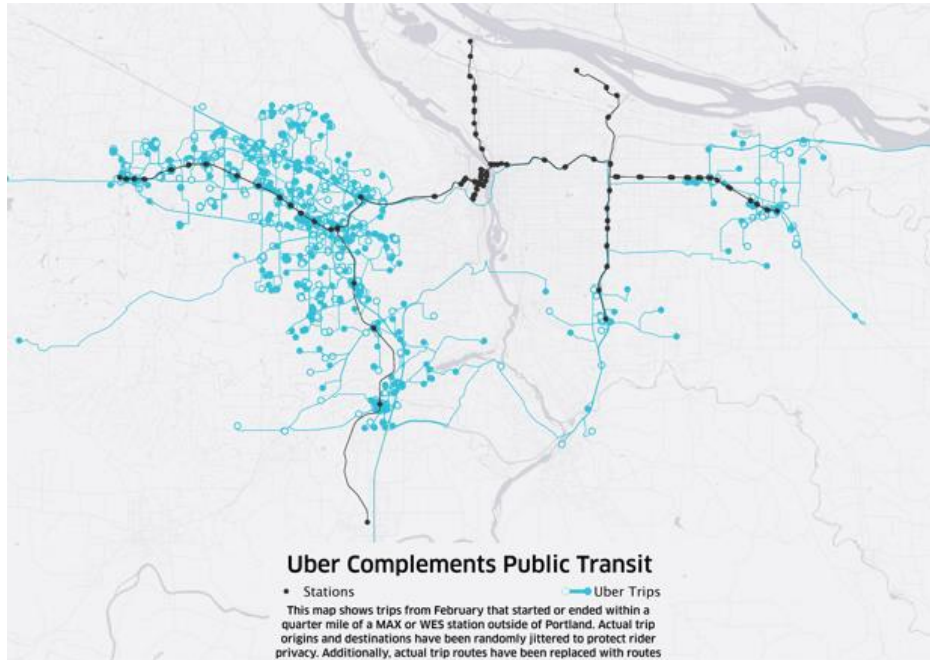 Uber Complements Public Transit
Stations
Uber Trips
This map shows trips from February that started or ended within a
quarter mile of a MAX or WES station outside of Portland. Actual trip
origins and destinations have been randomly jittered to protect rider
privacy. Additionally, actual trip routes have been replaced with routes